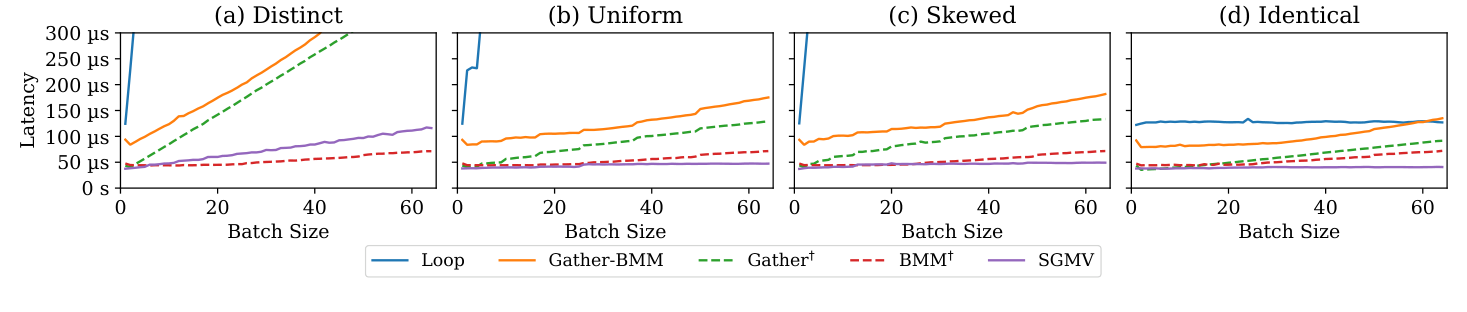 (a) Distinct
(b) Uniform
(c) Skewed
(d) Identical
Latency
300 µs
250 µs
200 µs
150 µs
100 µs
50 µs
0 s
0 20 40 60
0 20 40 60
0 20 40 60
0 20 40 60
Batch Size
Batch Size
Batch Size
Batch Size
Loop Gather-BMM Gather† BMM† SGMV